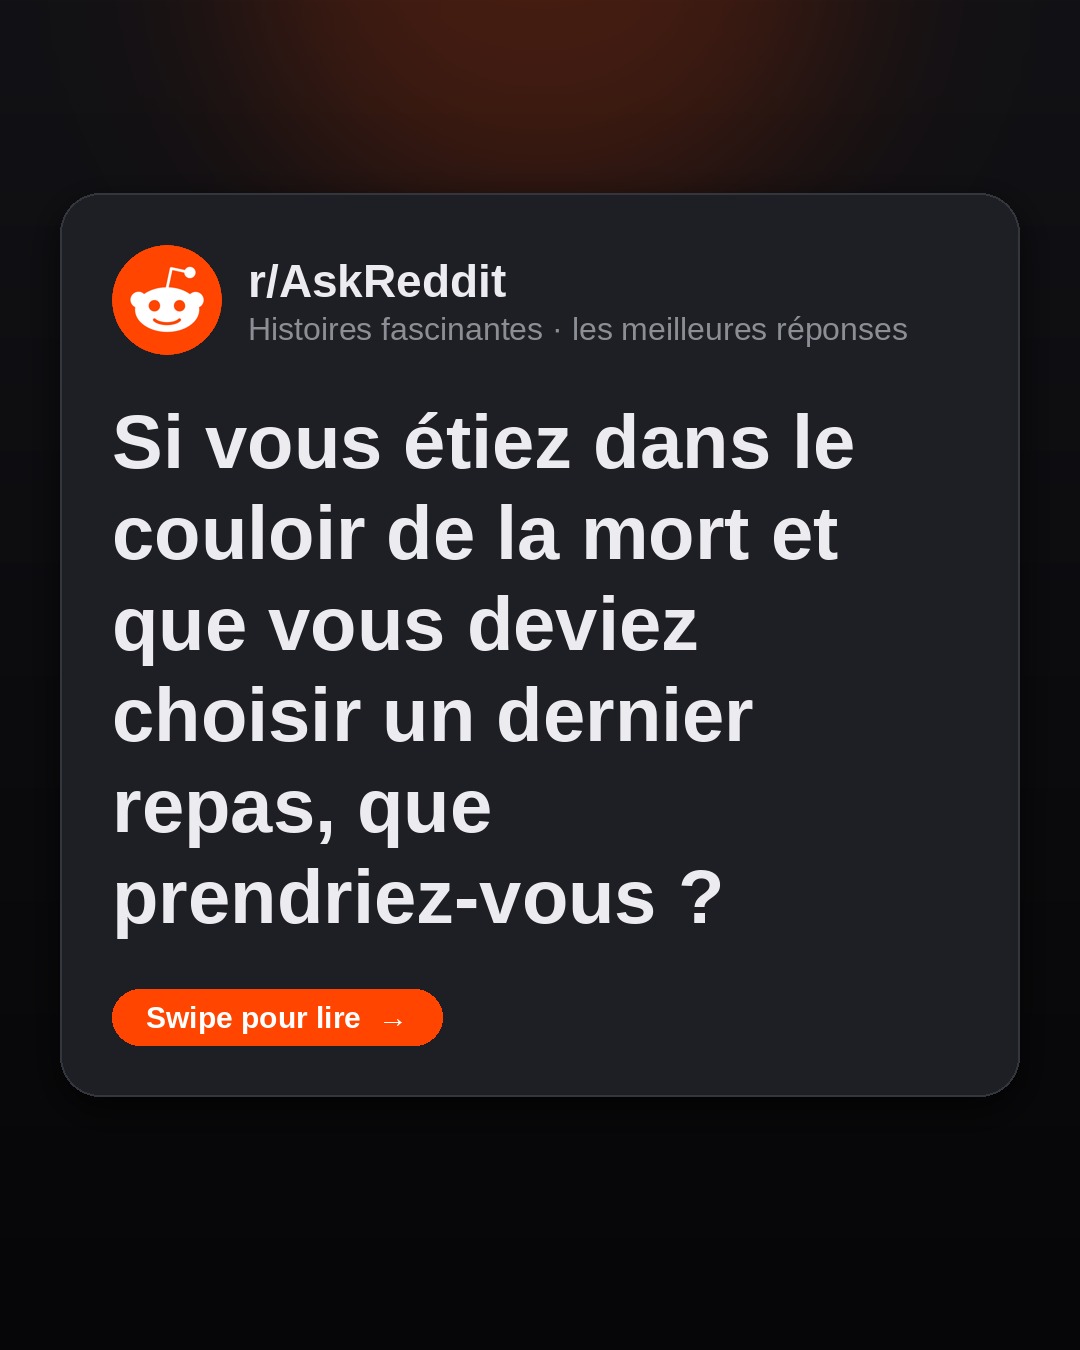 r/AskReddit
Histoires fascinantes · les meilleures réponses
Si vous étiez dans le
couloir de la mort et
que vous deviez
choisir un dernier
repas, que
prendriez-vous ?
Swipe pour lire →